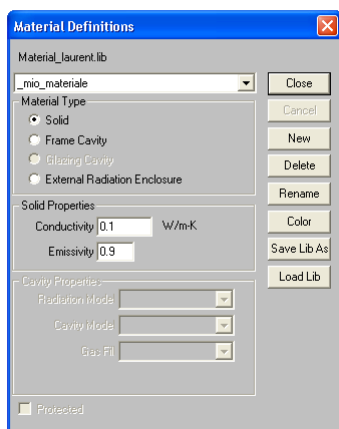 Material Definitions
Material_laurent.lib
_mio_materiale
Close
Material Type
Solid
Cancel
Frame Cavity
New
Glazing Cavity
Delete
External Radiation Enclosure
Rename
Solid Properties
Color
Conductivity 0.1 W/m-K
Save Lib As
Emissivity 0.9
Load Lib
Cavity Properties
Radiation Mode
Cavity Mode
Gas Fill
Protected